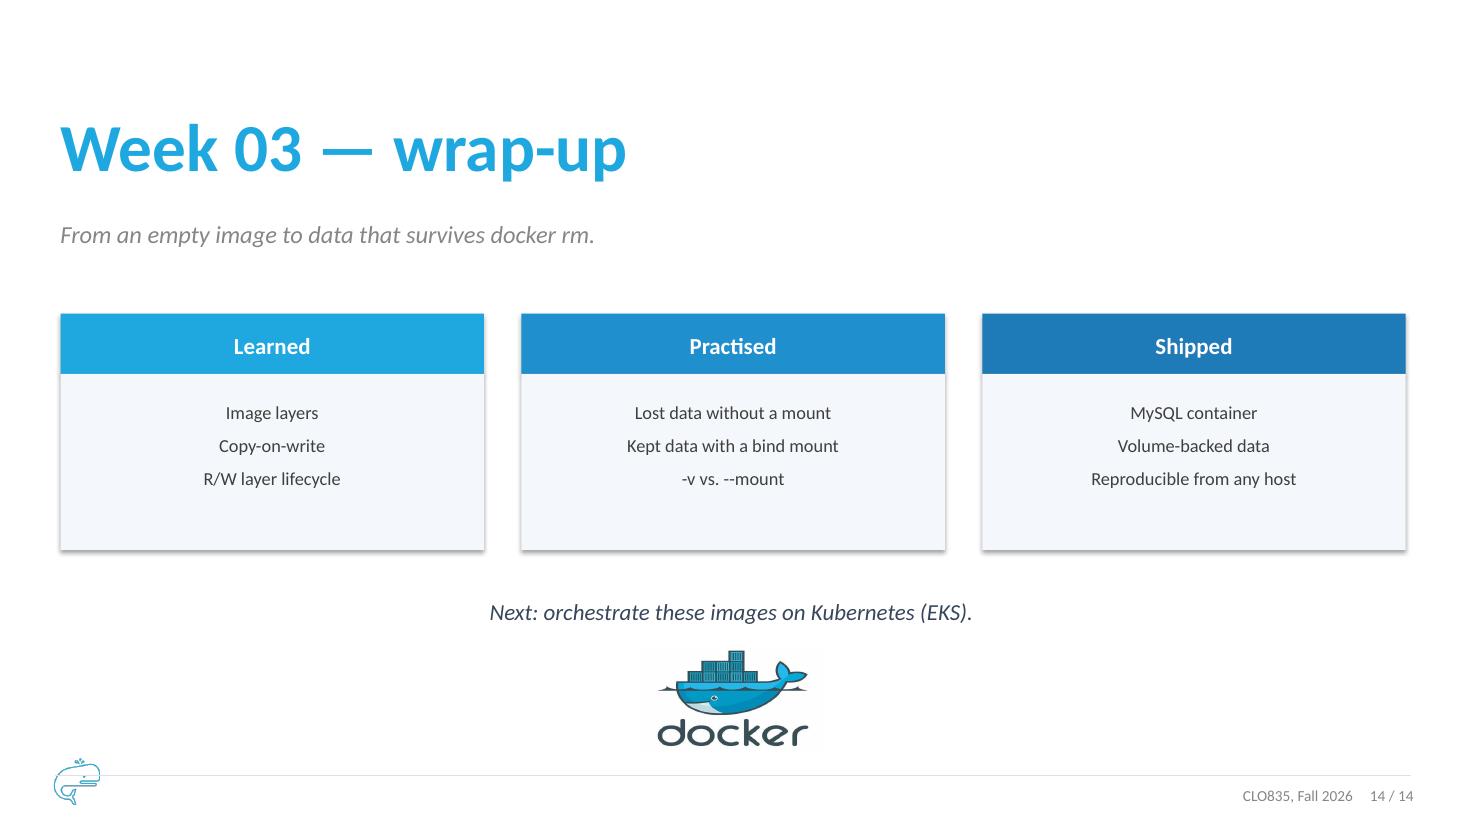 Week 03 — wrap-up
From an empty image to data that survives docker rm.
Learned
Image layers
Copy-on-write
R/W layer lifecycle
Practised
Lost data without a mount
Kept data with a bind mount
-v vs. --mount
Shipped
MySQL container
Volume-backed data
Reproducible from any host
Next: orchestrate these images on Kubernetes (EKS).
docker
CLO835, Fall 2026 14 / 14